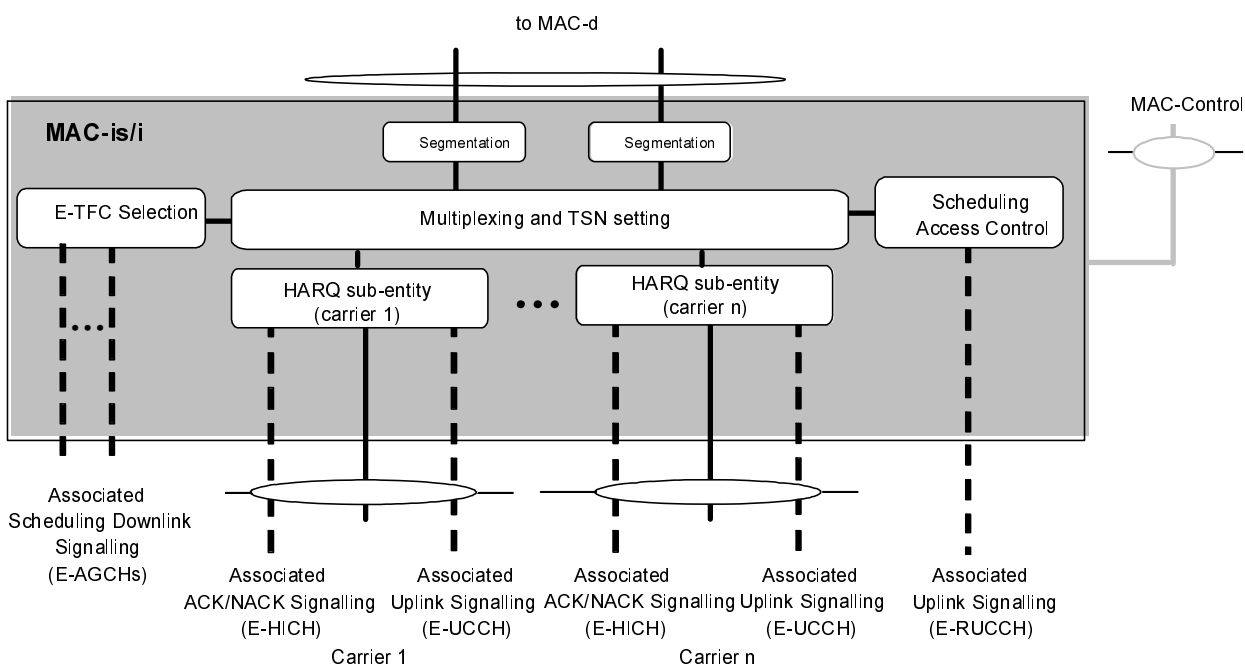 to MAC-d
MAC-Control
MAC-is/i
Segmentation
Segmentation
E-TFC Selection
Multiplexing and TSN setting
Scheduling
Access Control
HARQ sub-entity
(carrier 1)
...
HARQ sub-entity
(carrier n)
...
Associated
Scheduling Downlink
Signalling
(E-AGCHs)
Associated
ACK/NACK Signalling
(E-HICH)
Associated
Uplink Signalling
(E-UCCH)
Carrier 1
Associated
ACK/NACK Signalling
(E-HICH)
Associated
Uplink Signalling
(E-UCCH)
Carrier n
Associated
Uplink Signalling
(E-RUCCH)